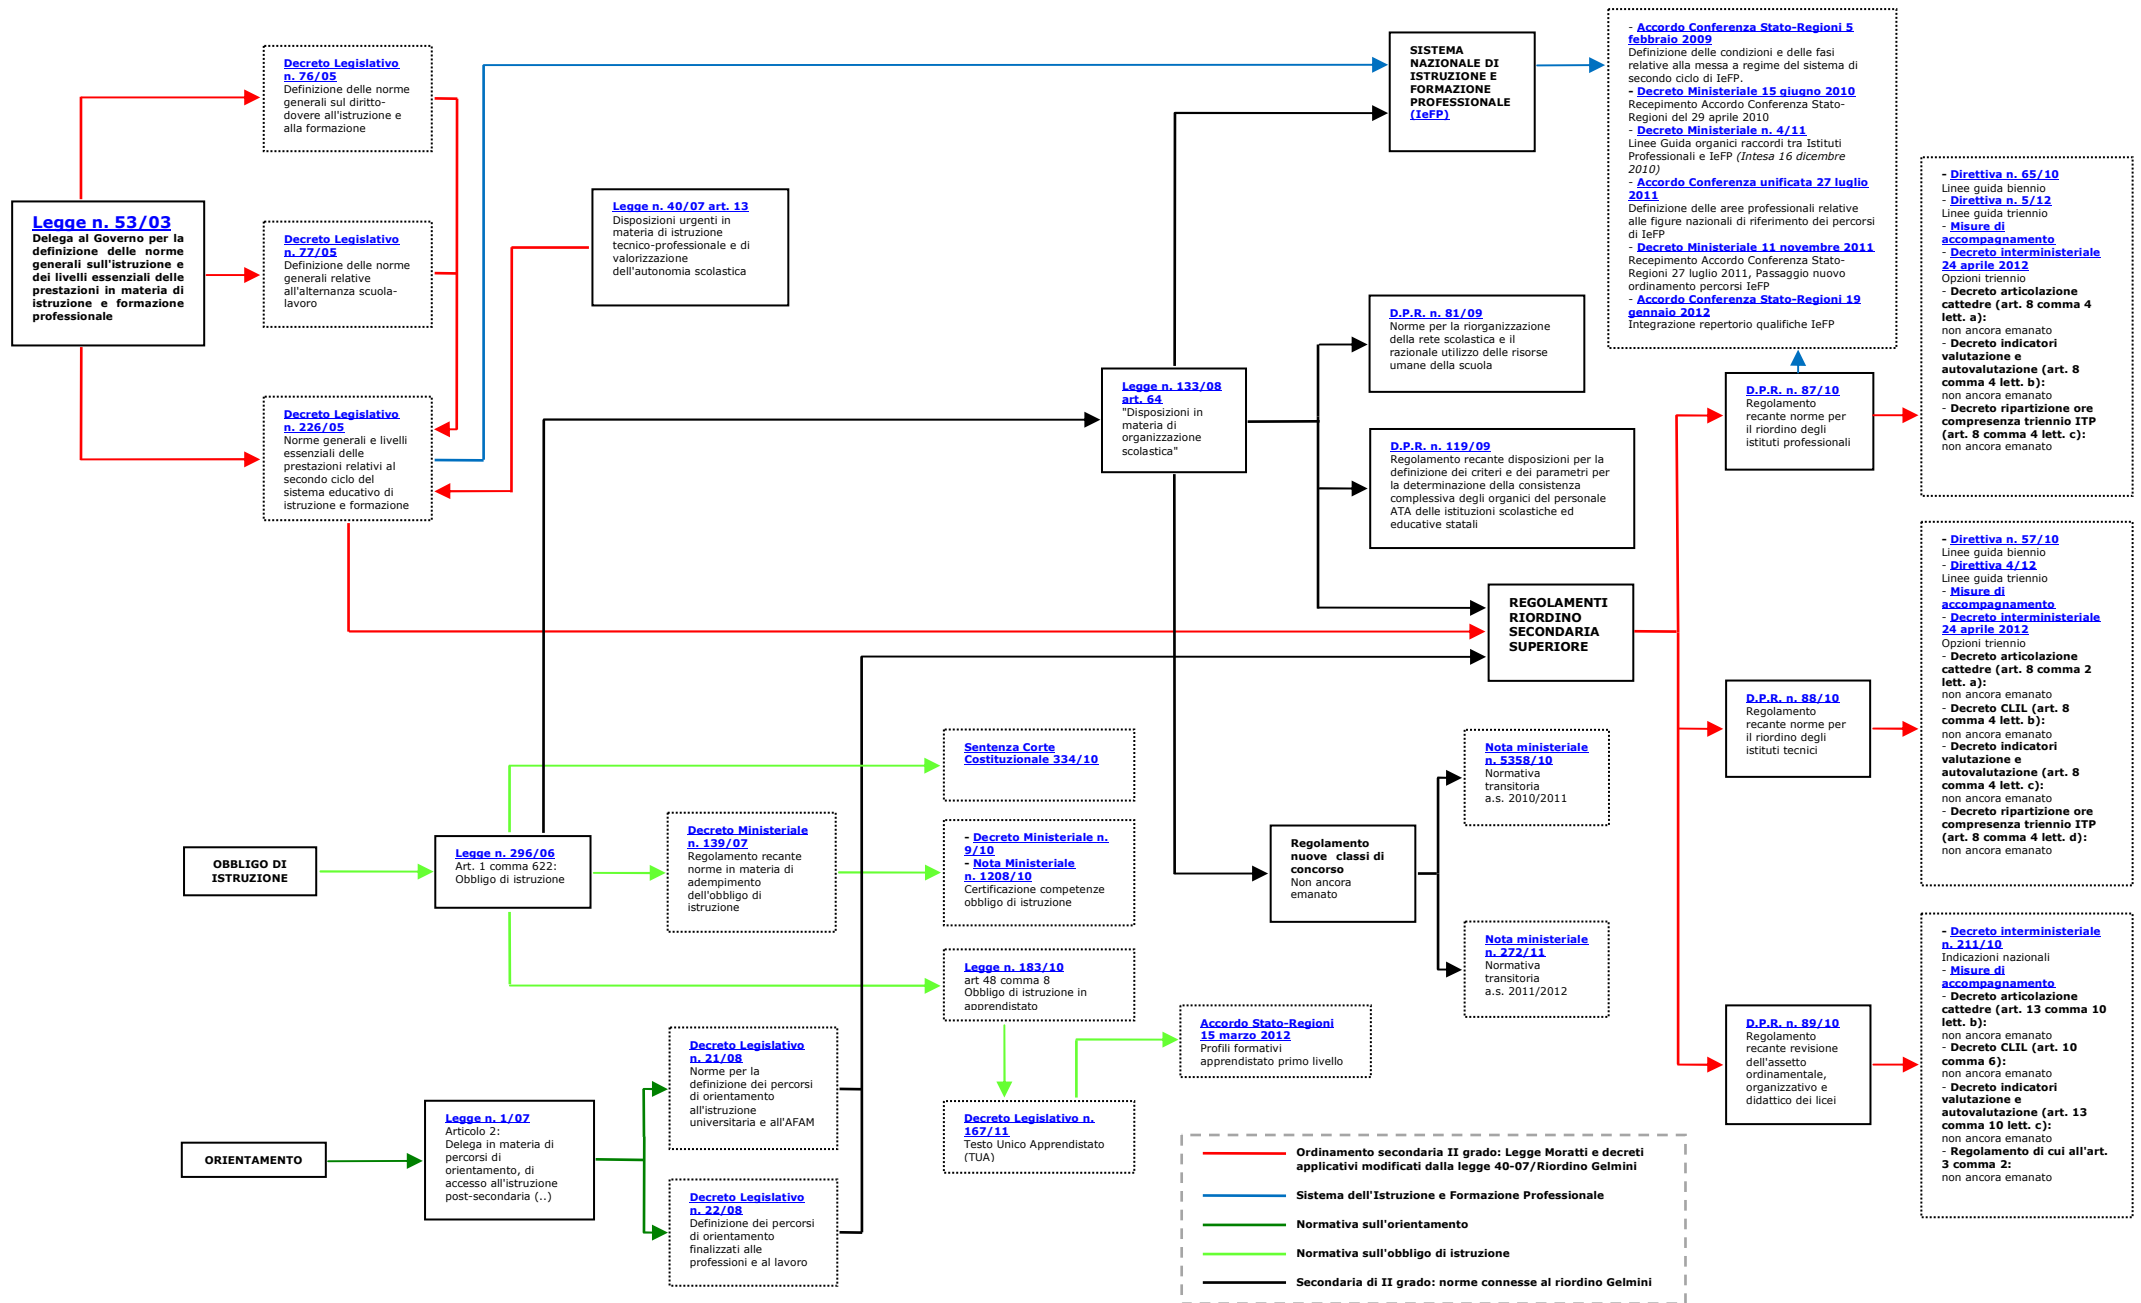 Legge n. 53/03
Delega al Governo per la
definizione delle norme
generali sull'istruzione e
dei livelli essenziali delle
prestazioni in materia di
istruzione e formazione
professionale
Decreto Legislativo
n. 76/05
Definizione delle norme
generali sul diritto-
dovere all'istruzione e
alla formazione
Decreto Legislativo
n. 77/05
Definizione delle norme
generali relative
all'alternanza scuola-
lavoro
Decreto Legislativo
n. 226/05
Norme generali e livelli
essenziali delle
prestazioni relativi al
secondo ciclo del
sistema educativo di
istruzione e formazione
Legge n. 40/07 art. 13
Disposizioni urgenti in
materia di istruzione
tecnico-professionale e di
valorizzazione
dell'autonomia scolastica
Legge n. 133/08
art. 64
"Disposizioni in
materia di
organizzazione
scolastica"
SISTEMA
NAZIONALE DI
ISTRUZIONE E
FORMAZIONE
PROFESSIONALE
(IeFP)
- Accordo Conferenza Stato-Regioni 5
febbraio 2009
Definizione delle condizioni e delle fasi
relative alla messa a regime del sistema di
secondo ciclo di IeFP.
- Decreto Ministeriale 15 giugno 2010
Recepimento Accordo Conferenza Stato-
Regioni del 29 aprile 2010
- Decreto Ministeriale n. 4/11
Linee Guida organici raccordi tra Istituti
Professionali e IeFP (Intesa 16 dicembre
2010)
- Accordo Conferenza unificata 27 luglio
2011
Definizione delle aree professionali relative
alle figure nazionali di riferimento dei percorsi
di IeFP
- Decreto Ministeriale 11 novembre 2011
Recepimento Accordo Conferenza Stato-
Regioni 27 luglio 2011, Passaggio nuovo
ordinamento percorsi IeFP
- Accordo Conferenza Stato-Regioni 19
gennaio 2012
Integrazione repertorio qualifiche IeFP
D.P.R. n. 81/09
Norme per la riorganizzazione
della rete scolastica e il
razionale utilizzo delle risorse
umane della scuola
D.P.R. n. 119/09
Regolamento recante disposizioni per la
definizione dei criteri e dei parametri per
la determinazione della consistenza
complessiva degli organici del personale
ATA delle istituzioni scolastiche ed
educative statali
REGOLAMENTI
RIORDINO
SECONDARIA
SUPERIORE
D.P.R. n. 87/10
Regolamento
recante norme per
il riordino degli
istituti professionali
- Direttiva n. 65/10
Linee guida biennio
- Direttiva n. 5/12
Linee guida triennio
- Misure di
accompagnamento
- Decreto interministeriale
24 aprile 2012
Opzioni triennio
- Decreto articolazione
cattedre (art. 8 comma 4
lett. a):
non ancora emanato
- Decreto indicatori
valutazione e
autovalutazione (art. 8
comma 4 lett. b):
non ancora emanato
- Decreto ripartizione ore
compresenza triennio ITP
(art. 8 comma 4 lett. c):
non ancora emanato
D.P.R. n. 88/10
Regolamento
recante norme per
il riordino degli
istituti tecnici
- Direttiva n. 57/10
Linee guida biennio
- Direttiva 4/12
Linee guida triennio
- Misure di
accompagnamento
- Decreto interministeriale
24 aprile 2012
Opzioni triennio
- Decreto articolazione
cattedre (art. 8 comma 2
lett. a):
non ancora emanato
- Decreto CLIL (art. 8
comma 4 lett. b):
non ancora emanato
- Decreto indicatori
valutazione e
autovalutazione (art. 8
comma 4 lett. c):
non ancora emanato
- Decreto ripartizione ore
compresenza triennio ITP
(art. 8 comma 4 lett. d):
non ancora emanato
D.P.R. n. 89/10
Regolamento
recante revisione
dell'assetto
ordinamentale,
organizzativo e
didattico dei licei
- Decreto interministeriale
n. 211/10
Indicazioni nazionali
- Misure di
accompagnamento
- Decreto articolazione
cattedre (art. 13 comma 10
lett. b):
non ancora emanato
- Decreto CLIL (art. 10
comma 6):
non ancora emanato
- Decreto indicatori
valutazione e
autovalutazione (art. 13
comma 10 lett. c):
non ancora emanato
- Regolamento di cui all'art.
3 comma 2:
non ancora emanato
OBBLIGO DI
ISTRUZIONE
Legge n. 296/06
Art. 1 comma 622:
Obbligo di istruzione
Decreto Ministeriale
n. 139/07
Regolamento recante
norme in materia di
adempimento
dell'obbligo di
istruzione
Sentenza Corte
Costituzionale 334/10
- Decreto Ministeriale n.
9/10
- Nota Ministeriale
n. 1208/10
Certificazione competenze
obbligo di istruzione
Legge n. 183/10
art 48 comma 8
Obbligo di istruzione in
apprendistato
Decreto Legislativo n.
167/11
Testo Unico Apprendistato
(TUA)
Accordo Stato-Regioni
15 marzo 2012
Profili formativi
apprendistato primo livello
Regolamento
nuove classi di
concorso
Non ancora
emanato
Nota ministeriale
n. 5358/10
Normativa
transitoria
a.s. 2010/2011
Nota ministeriale
n. 272/11
Normativa
transitoria
a.s. 2011/2012
ORIENTAMENTO
Legge n. 1/07
Articolo 2:
Delega in materia di
percorsi di
orientamento, di
accesso all'istruzione
post-secondaria (..)
Decreto Legislativo
n. 21/08
Norme per la
definizione dei percorsi
di orientamento
all'istruzione
universitaria e all'AFAM
Decreto Legislativo
n. 22/08
Definizione dei percorsi
di orientamento
finalizzati alle
professioni e al lavoro
Ordinamento secondaria II grado: Legge Moratti e decreti
applicativi modificati dalla legge 40-07/Riordino Gelmini
Sistema dell'Istruzione e Formazione Professionale
Normativa sull'orientamento
Normativa sull'obbligo di istruzione
Secondaria di II grado: norme connesse al riordino Gelmini